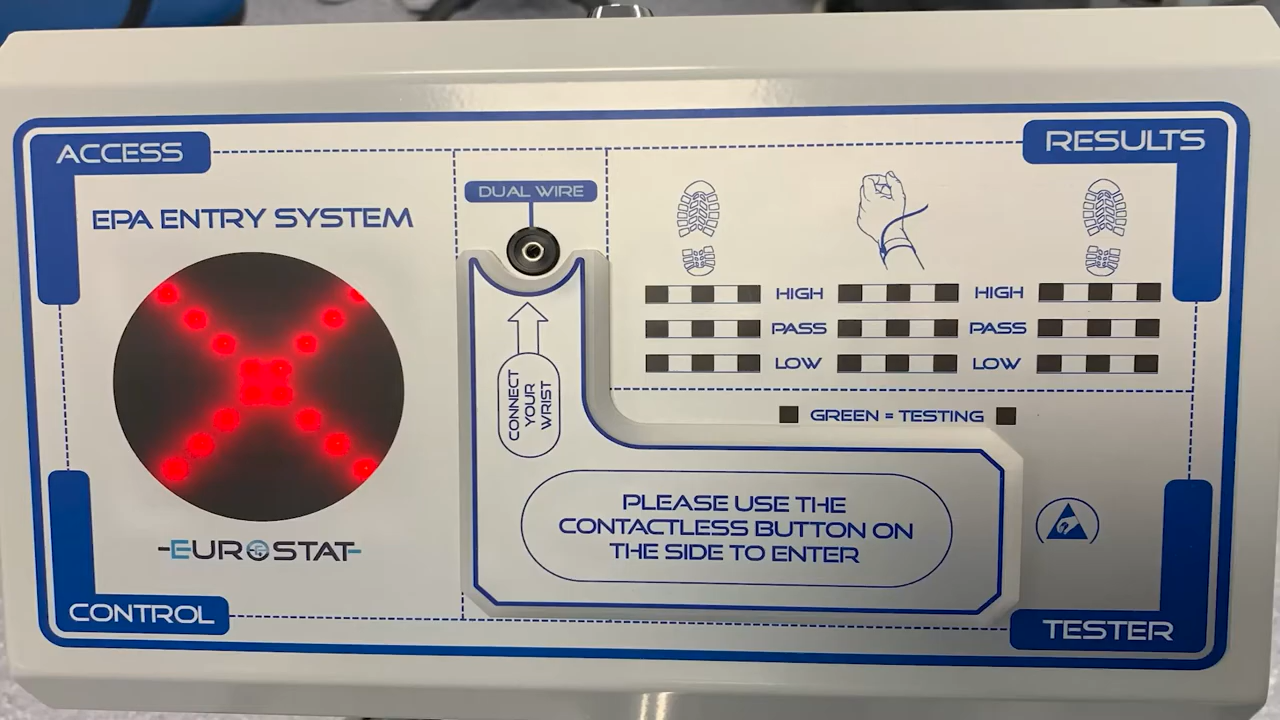 ACCESS
EPA ENTRY SYSTEM
EUROSTAT
CONTROL
DUAL WIRE
CONNECT
YOUR
WRIST
PLEASE USE THE
CONTACTLESS BUTTON ON
THE SIDE TO ENTER
RESULTS
HIGH HIGH
PASS PASS
LOW LOW
GREEN = TESTING
TESTER